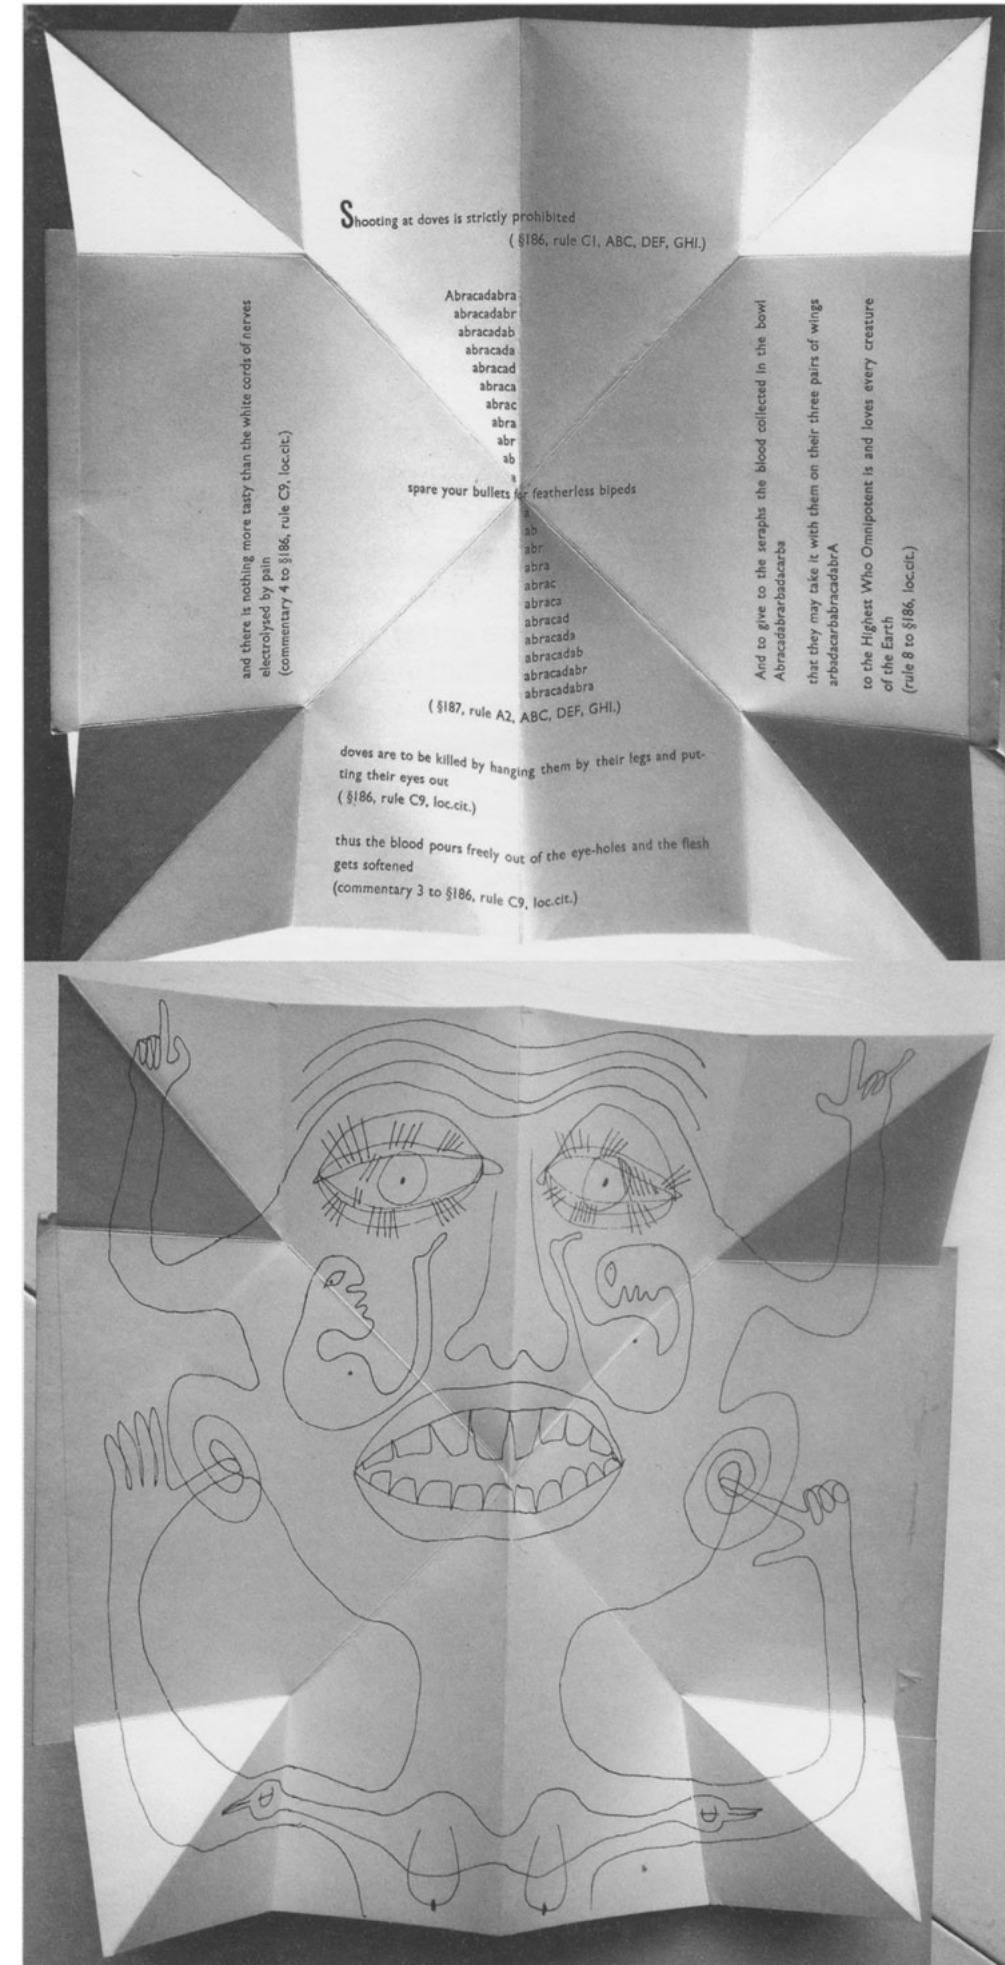 Shooting at doves is strictly prohibited
( §186, rule C1, ABC, DEF, GHI.)
Abracadabra
abracadabr
abracadab
abracada
abracad
abraca
abrac
abra
abr
ab
a
spare your bullets for featherless bipeds
a
ab
abr
abra
abrac
abraca
abracad
abracada
abracadab
abracadabr
abracadabra
( §187, rule A2, ABC, DEF, GHI.)
doves are to be killed by hanging them by their legs and put-
ting their eyes out
( §186, rule C9, loc.cit.)
thus the blood pours freely out of the eye-holes and the flesh
gets softened
(commentary 3 to §186, rule C9, loc.cit.)
and there is nothing more tasty than the white cords of nerves
electrolysed by pain
(commentary 4 to §186, rule C9, loc.cit.)
And to give to the seraphs the blood collected in the bowl
Abracadabrarbadacarba
that they may take it with them on their three pairs of wings
arbadacarbabracadabrA
to the Highest Who Omnipotent is and loves every creature
of the Earth
(rule 8 to §186, loc.cit.)